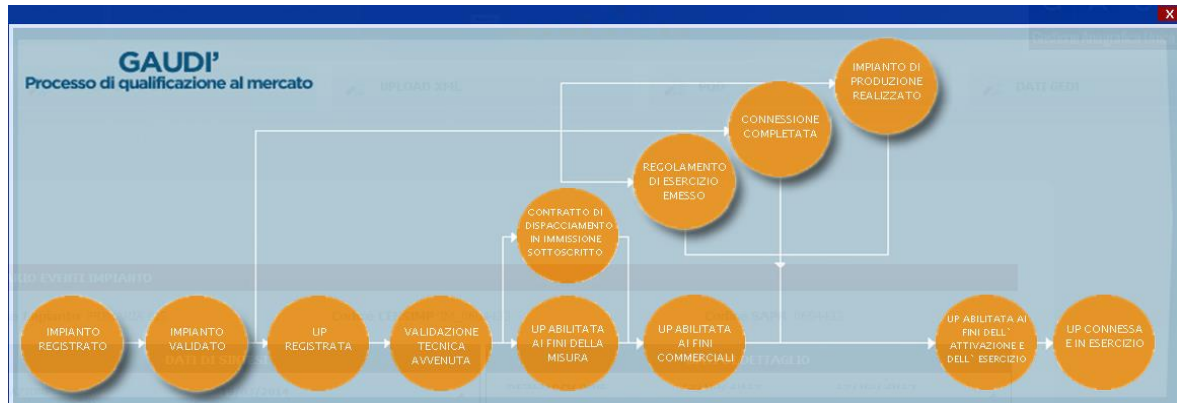 X
GAUDI'
Processo di qualificazione al mercato
UPLOAD XML
DATI GEDI
IMPIANTO DI
PRODUZIONE
REALIZZATO
CONNESSIONE
COMPLETATA
REGOLAMENTO
DI ESERCIZIO
EMESSO
CONTRATTO DI
DISPACCIAMENTO
IN IMMISSIONE
SOTTOSCRITTO
EVENTI IMPIANTO
IMPIANTO
REGISTRATO
IMPIANTO
VALIDATO
UP
REGISTRATA
VALIDAZIONE
TECNICA
AVVENUTA
UP ABILITATA
AI FINI DELLA
MISURA
UP ABILITATA
AI FINI
COMMERCIALI
UP ABILITATA AI
FINI DELL`
ATTIVAZIONE E
DELL` ESERCIZIO
UP CONNESSA
E IN ESERCIZIO
DETTAGLIO